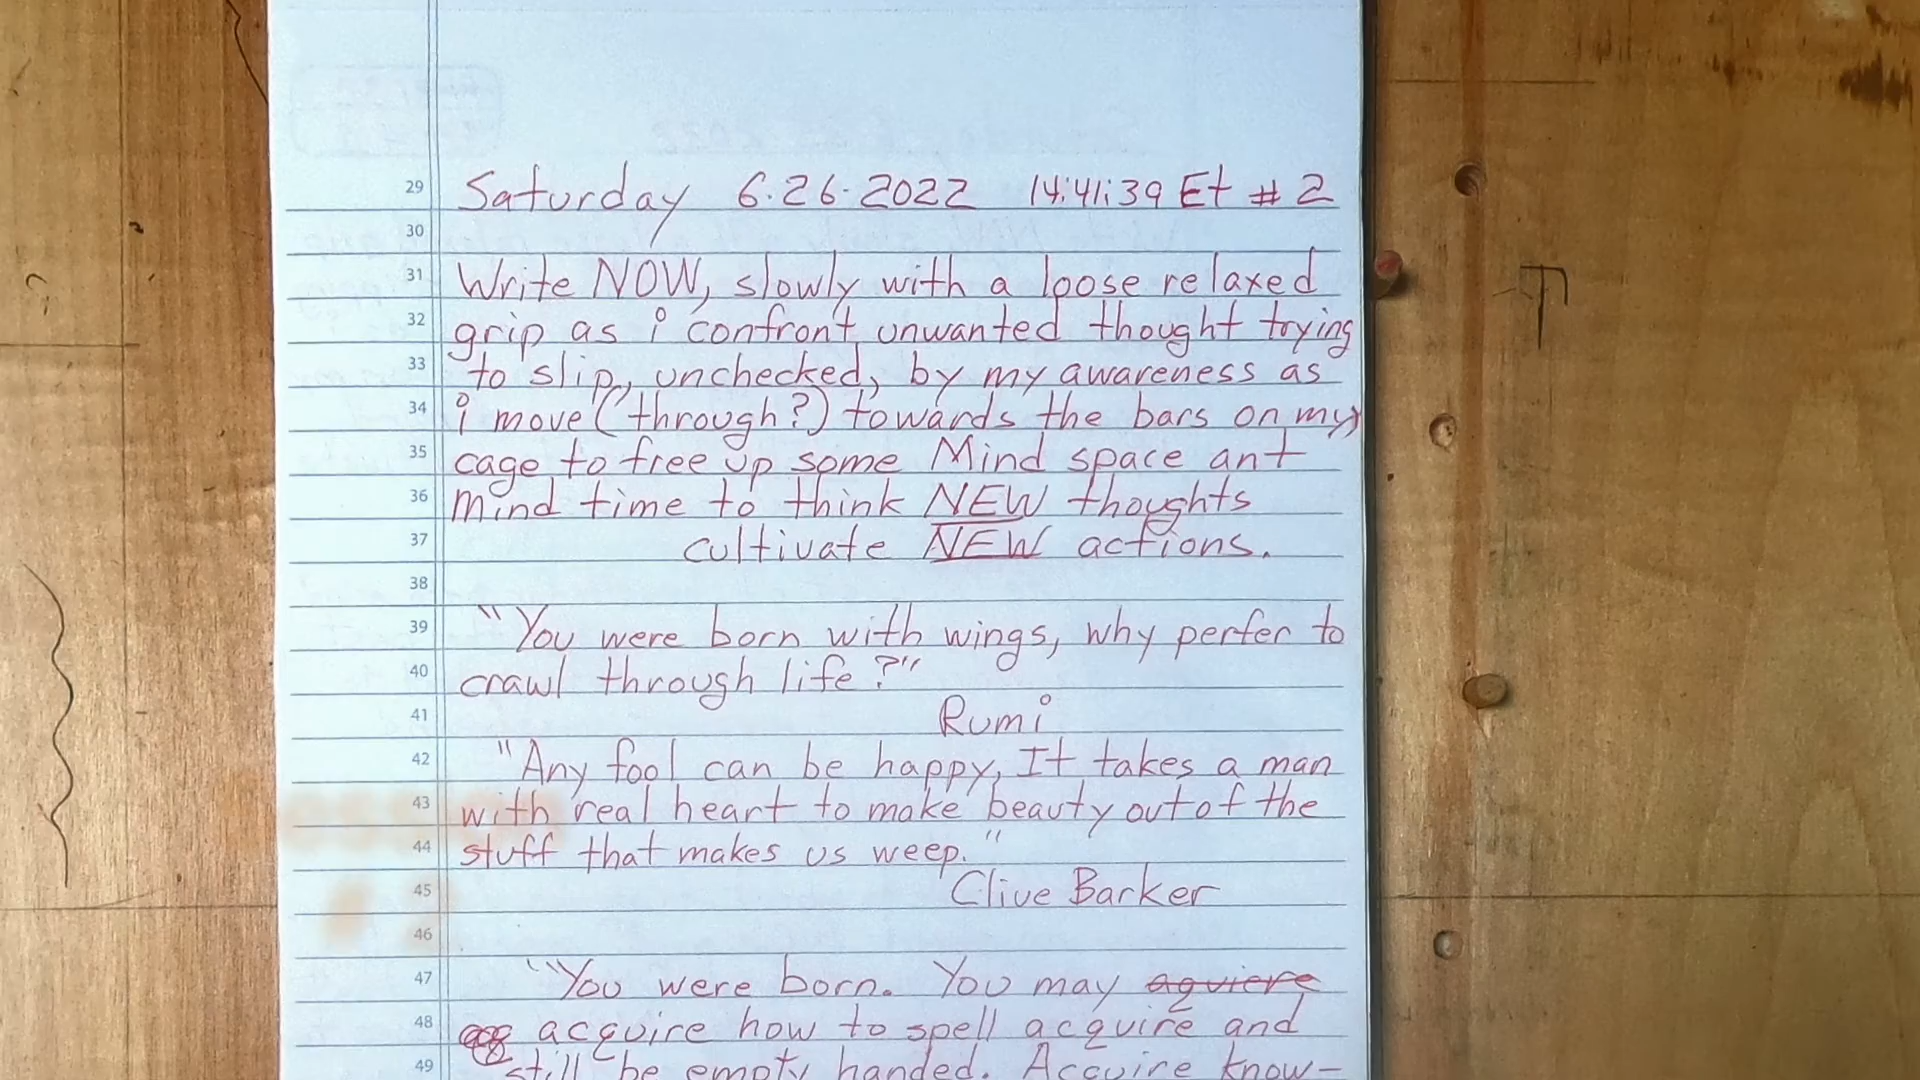 29 Saturday 6.26.2022 14:41:39 Et # 2
30
31 Write NOW, slowly with a loose relaxed
32 grip as i confront unwanted thought trying
33 to slip, unchecked, by my awareness as
34 i move (through?) towards the bars on my
35 cage to free up some Mind space ant
36 mind time to think NEW thoughts
37 cultivate NEW actions.
38
39 "You were born with wings, why perfer to
40 crawl through life?"
41 Rumi
42 "Any fool can be happy, It takes a man
43 with real heart to make beauty out of the
44 stuff that makes us weep."
45 Clive Barker
46
47 "You were born. You may aguiere
48 acquire how to spell acquire and
49 still be empty handed. Acquire know-